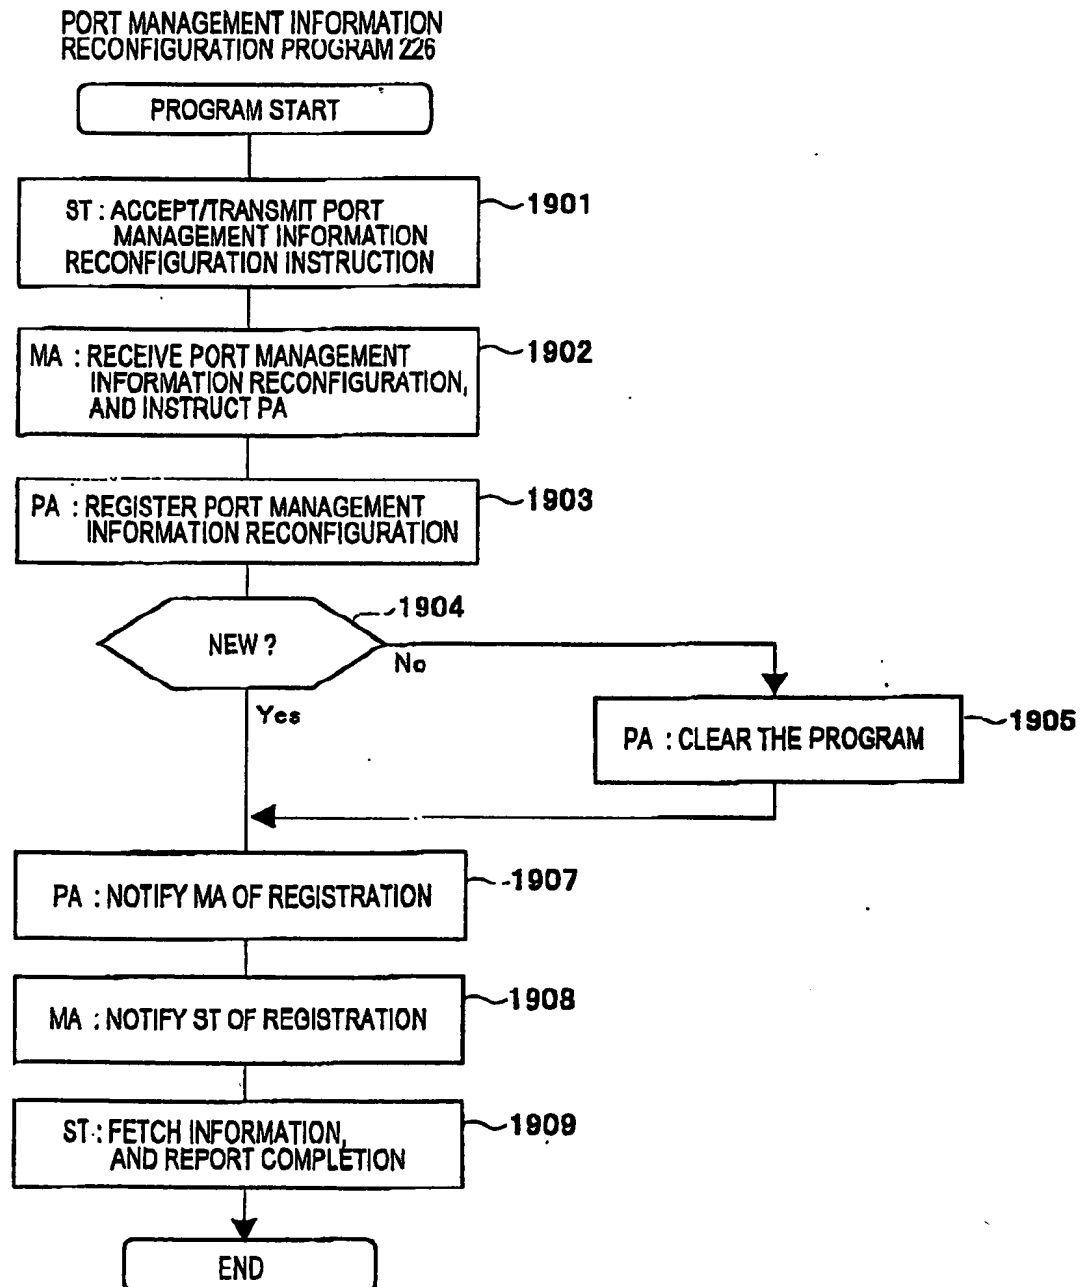 PORT MANAGEMENT INFORMATION
RECONFIGURATION PROGRAM 226
PROGRAM START
ST : ACCEPT/TRANSMIT PORT
MANAGEMENT INFORMATION
RECONFIGURATION INSTRUCTION
1901
MA : RECEIVE PORT MANAGEMENT
INFORMATION RECONFIGURATION,
AND INSTRUCT PA
1902
PA : REGISTER PORT MANAGEMENT
INFORMATION RECONFIGURATION
1903
NEW ?
1904
No
Yes
PA : CLEAR THE PROGRAM
1905
PA : NOTIFY MA OF REGISTRATION
1907
MA : NOTIFY ST OF REGISTRATION
1908
ST : FETCH INFORMATION,
AND REPORT COMPLETION
1909
END